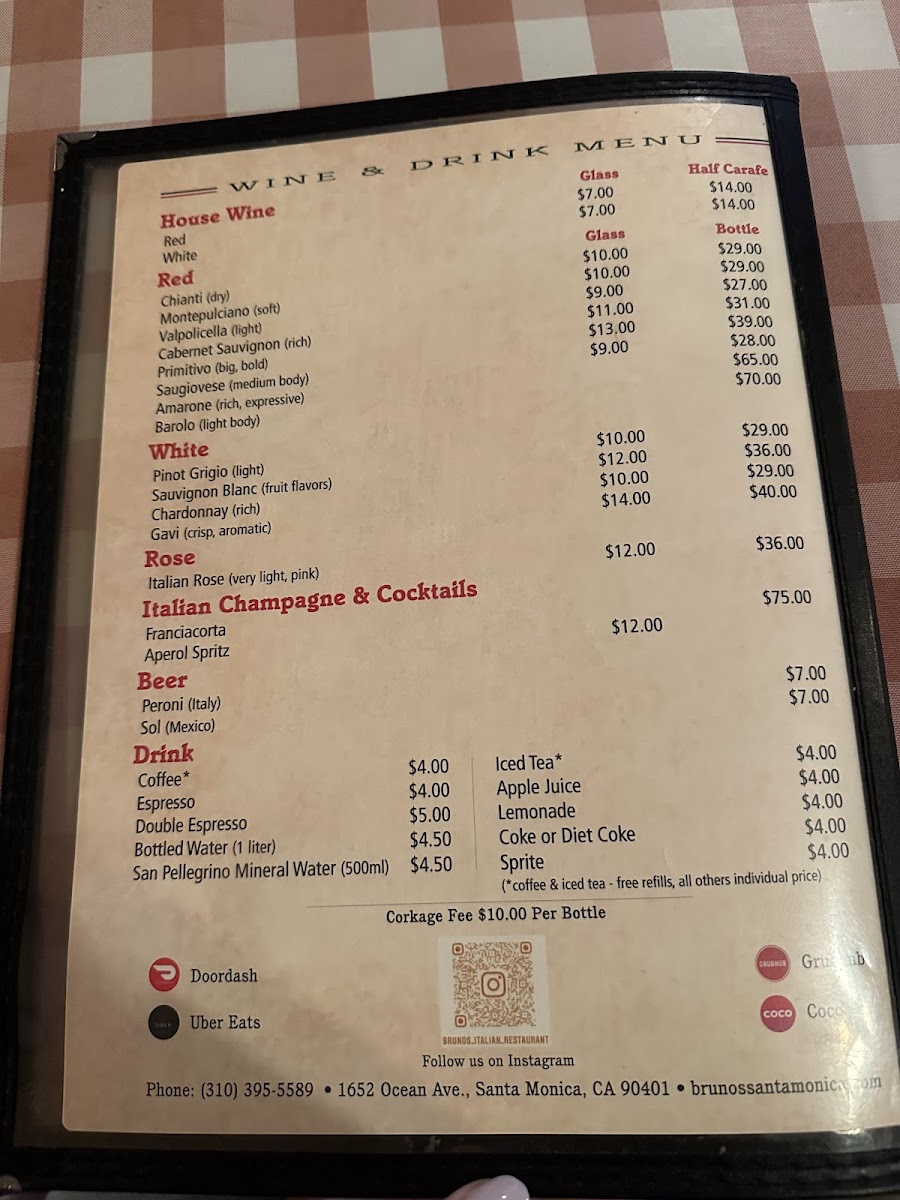 WINE & DRINK MENU
House Wine Glass Half Carafe
Red $7.00 $14.00
White $7.00 $14.00
Red Glass Bottle
Chianti (dry) $10.00 $29.00
Montepulciano (soft) $10.00 $29.00
Valpolicella (light) $9.00 $27.00
Cabernet Sauvignon (rich) $11.00 $31.00
Primitivo (big, bold) $13.00 $39.00
Saugiovese (medium body) $9.00 $28.00
Amarone (rich, expressive) $65.00
Barolo (light body) $70.00
White
Pinot Grigio (light) $10.00 $29.00
Sauvignon Blanc (fruit flavors) $12.00 $36.00
Chardonnay (rich) $10.00 $29.00
Gavi (crisp, aromatic) $14.00 $40.00
Rose
Italian Rose (very light, pink) $12.00 $36.00
Italian Champagne & Cocktails
Franciacorta $75.00
Aperol Spritz $12.00
Beer
Peroni (Italy) $7.00
Sol (Mexico) $7.00
Drink
Coffee* $4.00
Espresso $4.00
Double Espresso $5.00
Bottled Water (1 liter) $4.50
San Pellegrino Mineral Water (500ml) $4.50
Iced Tea* $4.00
Apple Juice $4.00
Lemonade $4.00
Coke or Diet Coke $4.00
Sprite $4.00
(*coffee & iced tea - free refills, all others individual price)
Corkage Fee $10.00 Per Bottle
Doordash
Uber Eats
BRUNOS_ITALIAN_RESTAURANT
Follow us on Instagram
GRUBHUB
COCO Coco
Phone: (310) 395-5589 • 1652 Ocean Ave., Santa Monica, CA 90401 • brunossantamonica.com